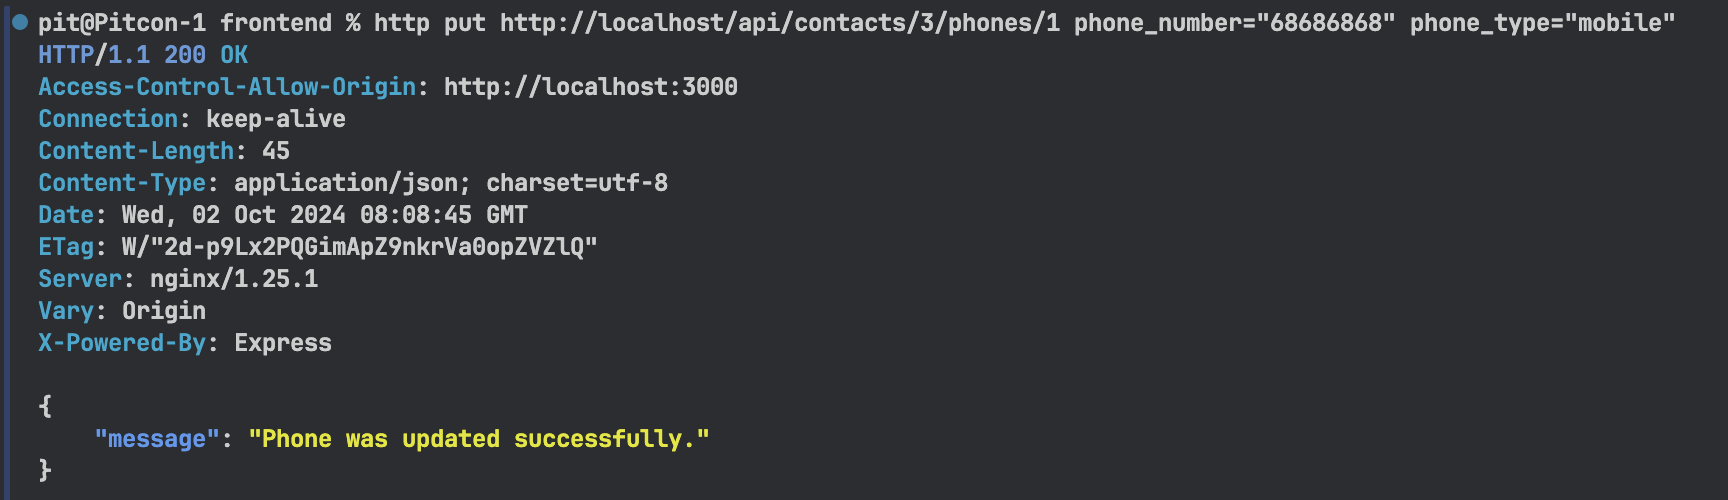 pit@Pitcon-1 frontend % http put http://localhost/api/contacts/3/phones/1 phone_number="68686868" phone_type="mobile"
HTTP/1.1 200 OK
Access-Control-Allow-Origin: http://localhost:3000
Connection: keep-alive
Content-Length: 45
Content-Type: application/json; charset=utf-8
Date: Wed, 02 Oct 2024 08:08:45 GMT
ETag: W/"2d-p9Lx2PQGimApZ9nkrVa0opZVZlQ"
Server: nginx/1.25.1
Vary: Origin
X-Powered-By: Express
{
    "message": "Phone was updated successfully."
}